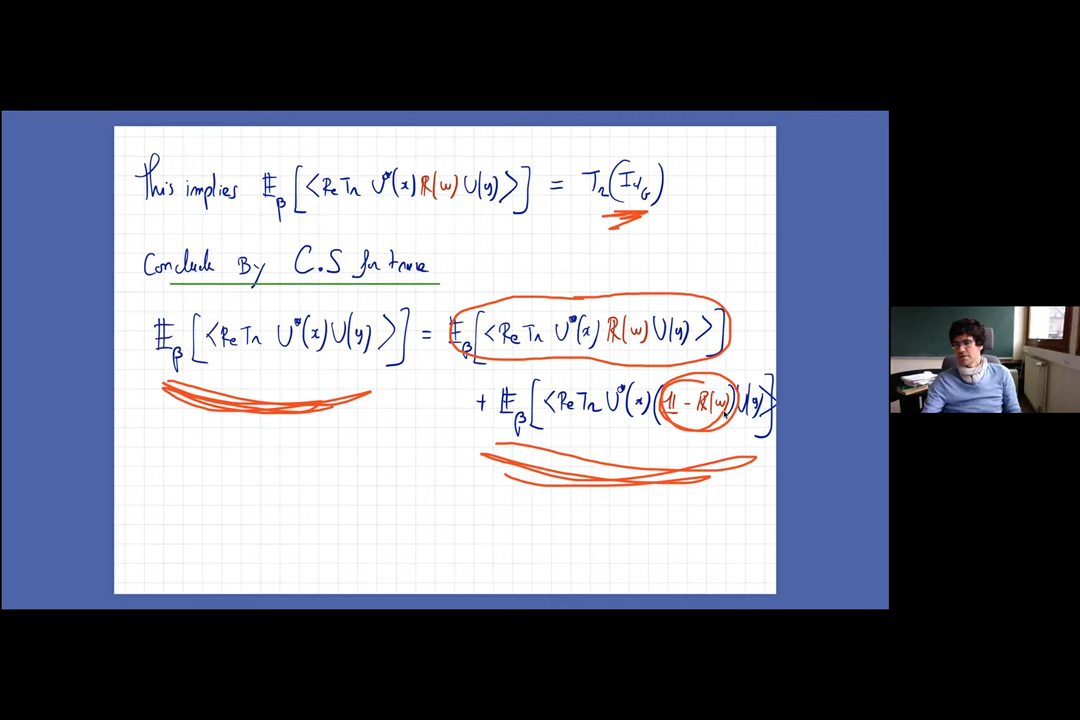 This implies 𝔼_β[⟨Re Tr U*(x) ℝ(w) U(y)⟩] = Tr(Id_G)
Conclude By C.S for trace
𝔼_β[⟨Re Tr U*(x) U(y)⟩] = 𝔼_β[⟨Re Tr U*(x) ℝ(w) U(y)⟩]
+ 𝔼_β[⟨Re Tr U*(x) (𝟙 - ℝ(w)) U(y)⟩]